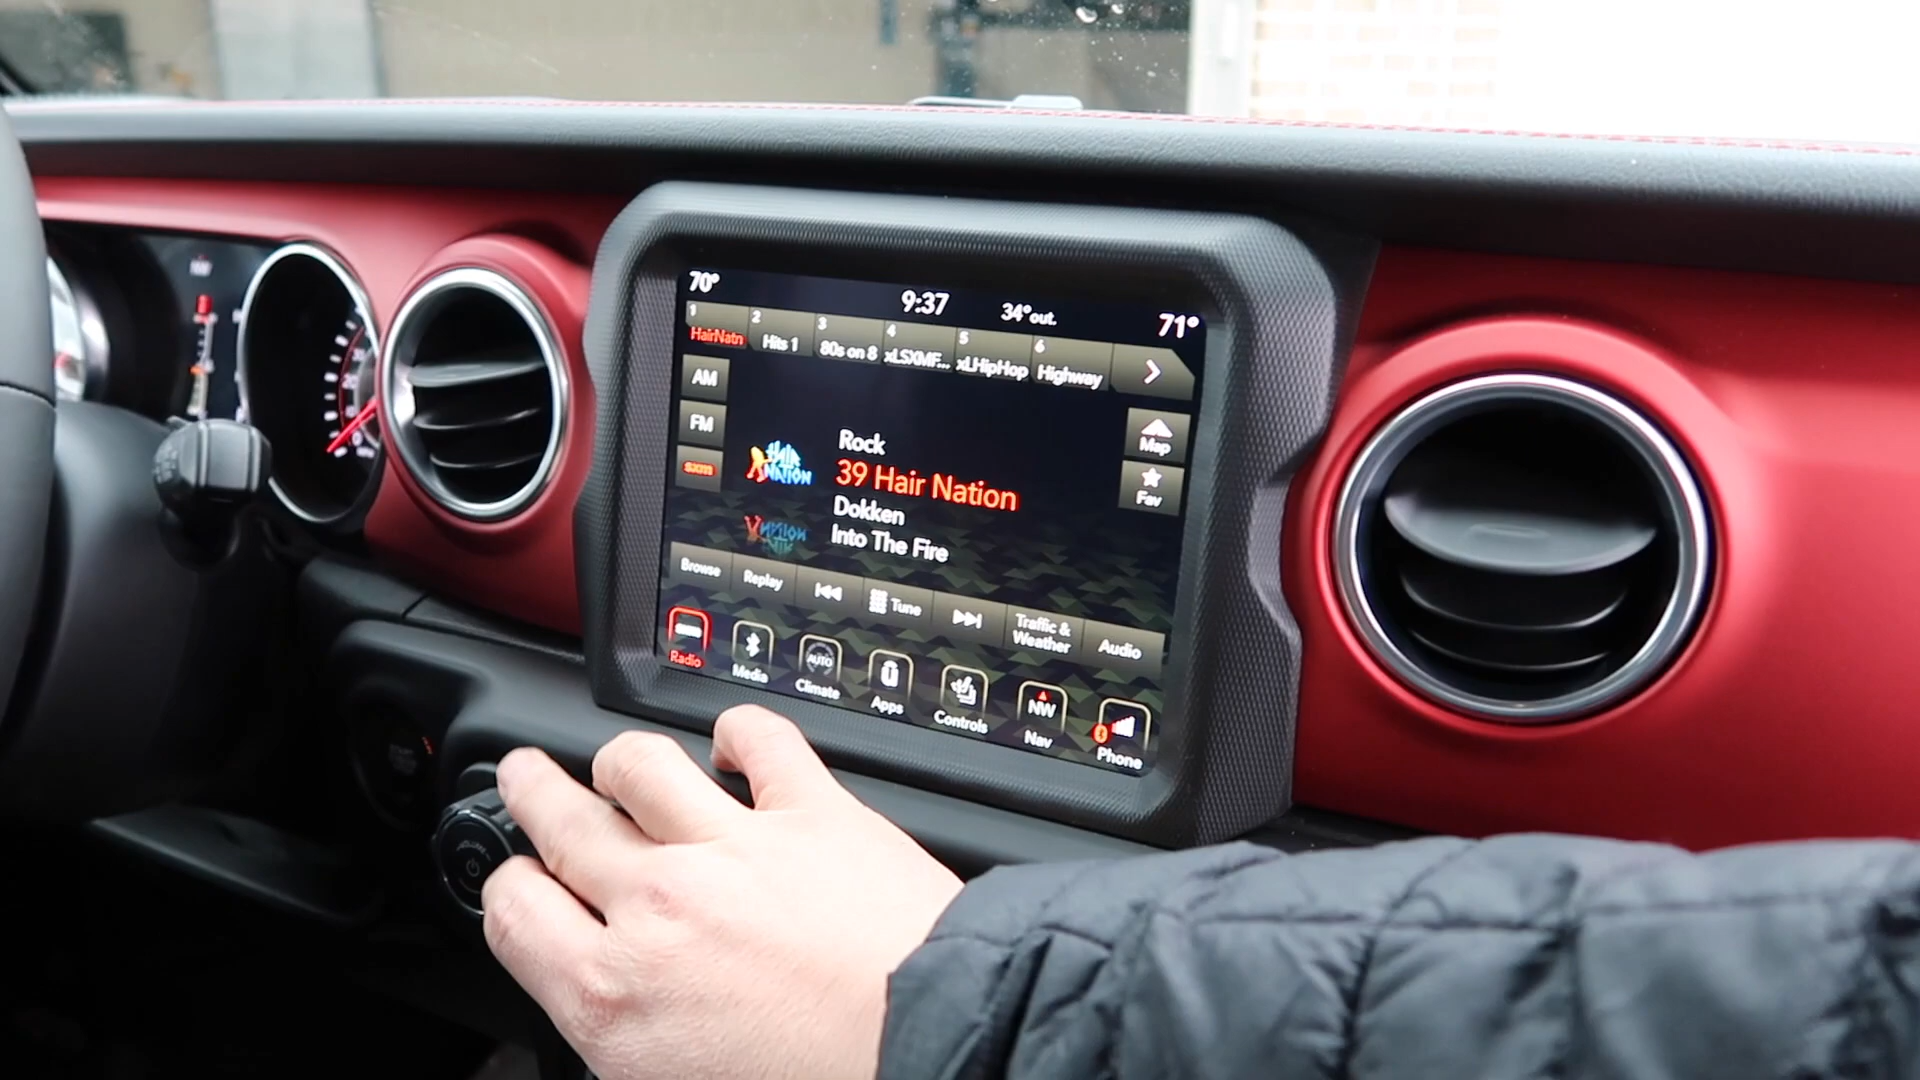 70°
9:37
34°out.
71°
1 HairNatn
2 Hits 1
3 80s on 8
4 xLSXMF...
5 xLHipHop
6 Highway
AM
FM
sxm
HAIR NATION
Rock
39 Hair Nation
Dokken
Into The Fire
Map
Fav
Browse
Replay
Tune
Traffic &
Weather
Audio
Radio
Media
AUTO
Climate
Apps
Controls
NW
Nav
Phone